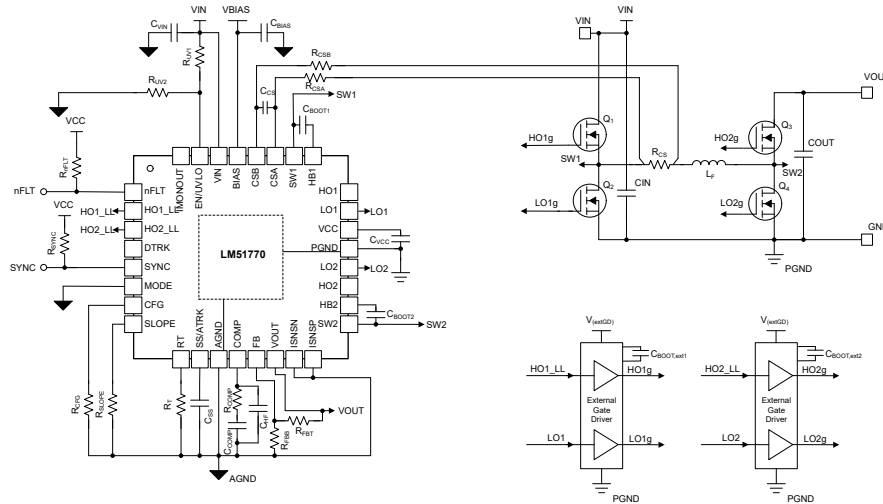 VIN
VBIAS
CVIN
CBIAS
RUV1
RUV2
RCSB
RCSA
CCS
SW1
CBOOT1
VCC
RnFLT
nFLT
VCC
RSYNC
SYNC
IMONOUT
EN/UVLO
VIN
BIAS
CSB
CSA
SW1
HB1
nFLT
HO1_LL
HO1_LL
HO2_LL
HO2_LL
DTRK
SYNC
MODE
CFG
SLOPE
LM51770
HO1
LO1
LO1
VCC
CVCC
PGND
LO2
LO2
HO2
HB2
CBOOT2
SW2
SW2
RT
SS/ATRK
AGND
COMP
FB
VOUT
ISNSN
ISNSP
RCFG
RSLOPE
RT
CSS
RCOMP
CCOMP
CHF
RFBB
RFBT
VOUT
AGND
VIN
VIN
Q1
HO1g
SW1
Q2
LO1g
CIN
RCS
LF
HO2g
Q3
SW2
Q4
LO2g
COUT
VOU
GN
PGND
V(extGD)
CBOOT,ext1
HO1_LL
HO1g
External
Gate
Driver
LO1
LO1g
PGND
V(extGD)
CBOOT,ext2
HO2_LL
HO2g
External
Gate
Driver
LO2
LO2g
PGND